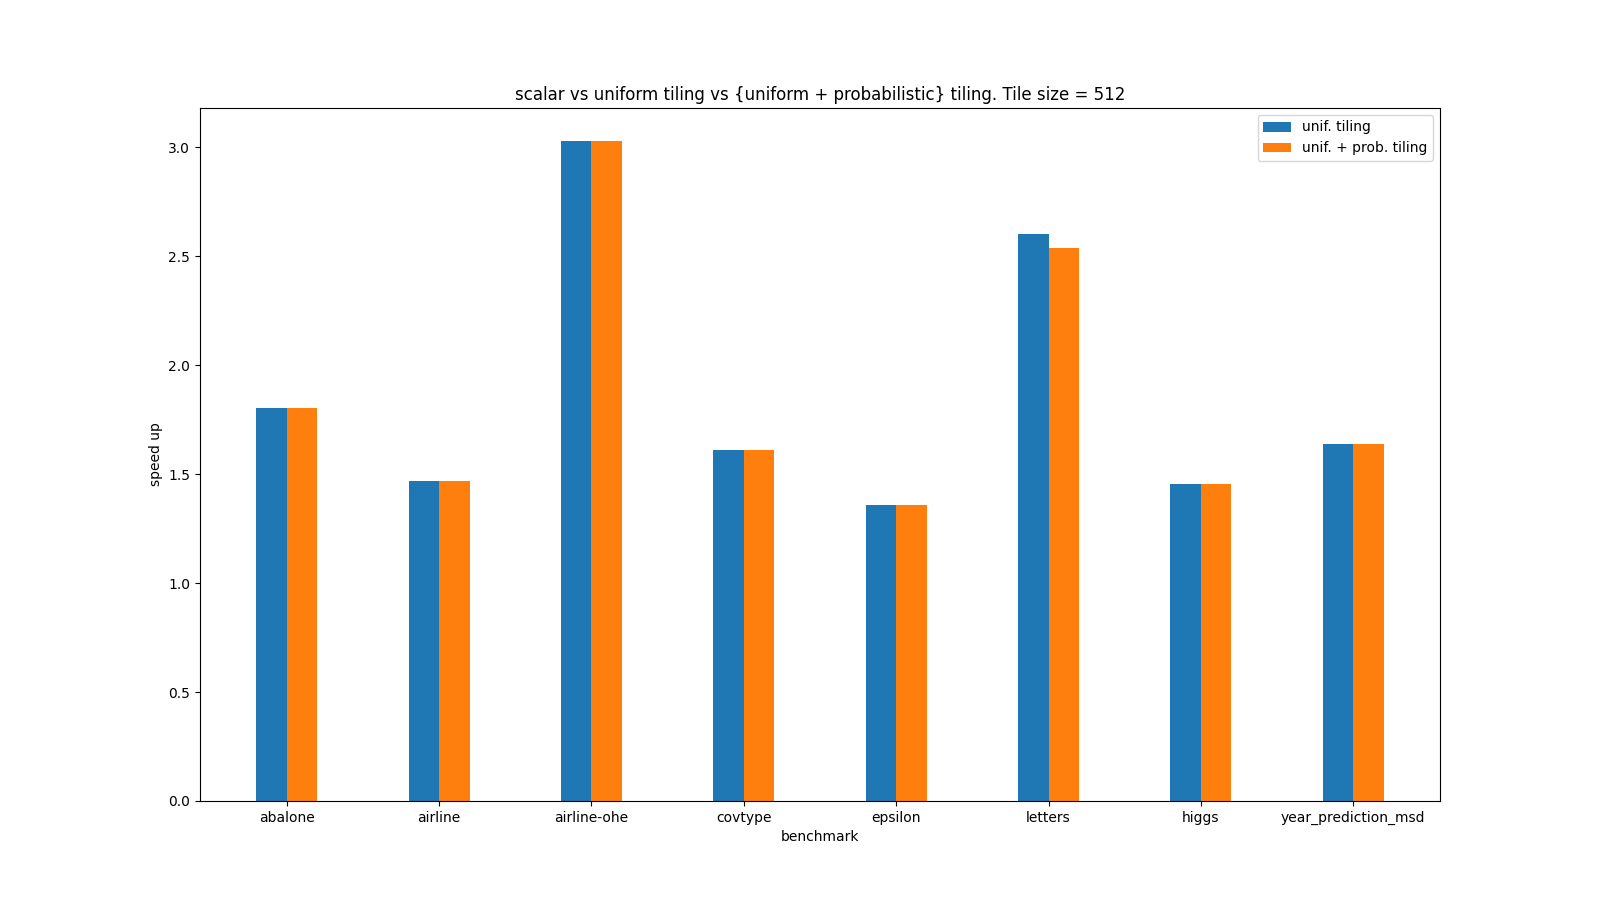 scalar vs uniform tiling vs {uniform + probabilistic} tiling. Tile size = 512
unif. tiling
unif. + prob. tiling
3.0
2.5
2.0
1.5
1.0
0.5
0.0
speed up
abalone airline airline-ohe covtype epsilon letters higgs year_prediction_msd
benchmark